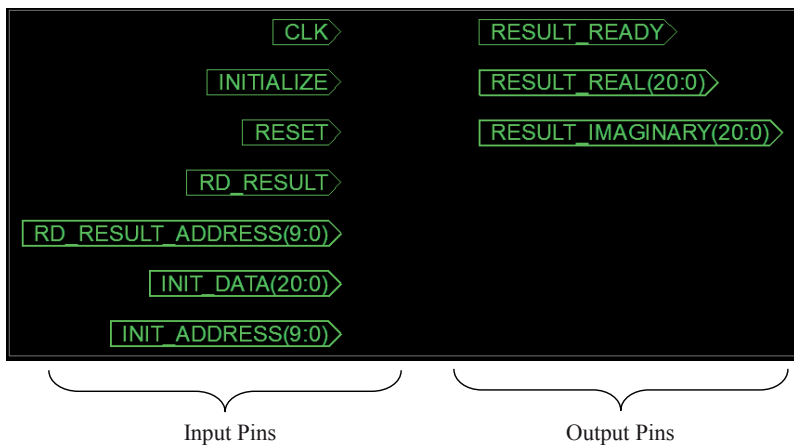 CLK
INITIALIZE
RESET
RD_RESULT
RD_RESULT_ADDRESS(9:0)
INIT_DATA(20:0)
INIT_ADDRESS(9:0)
RESULT_READY
RESULT_REAL(20:0)
RESULT_IMAGINARY(20:0)
Input Pins
Output Pins